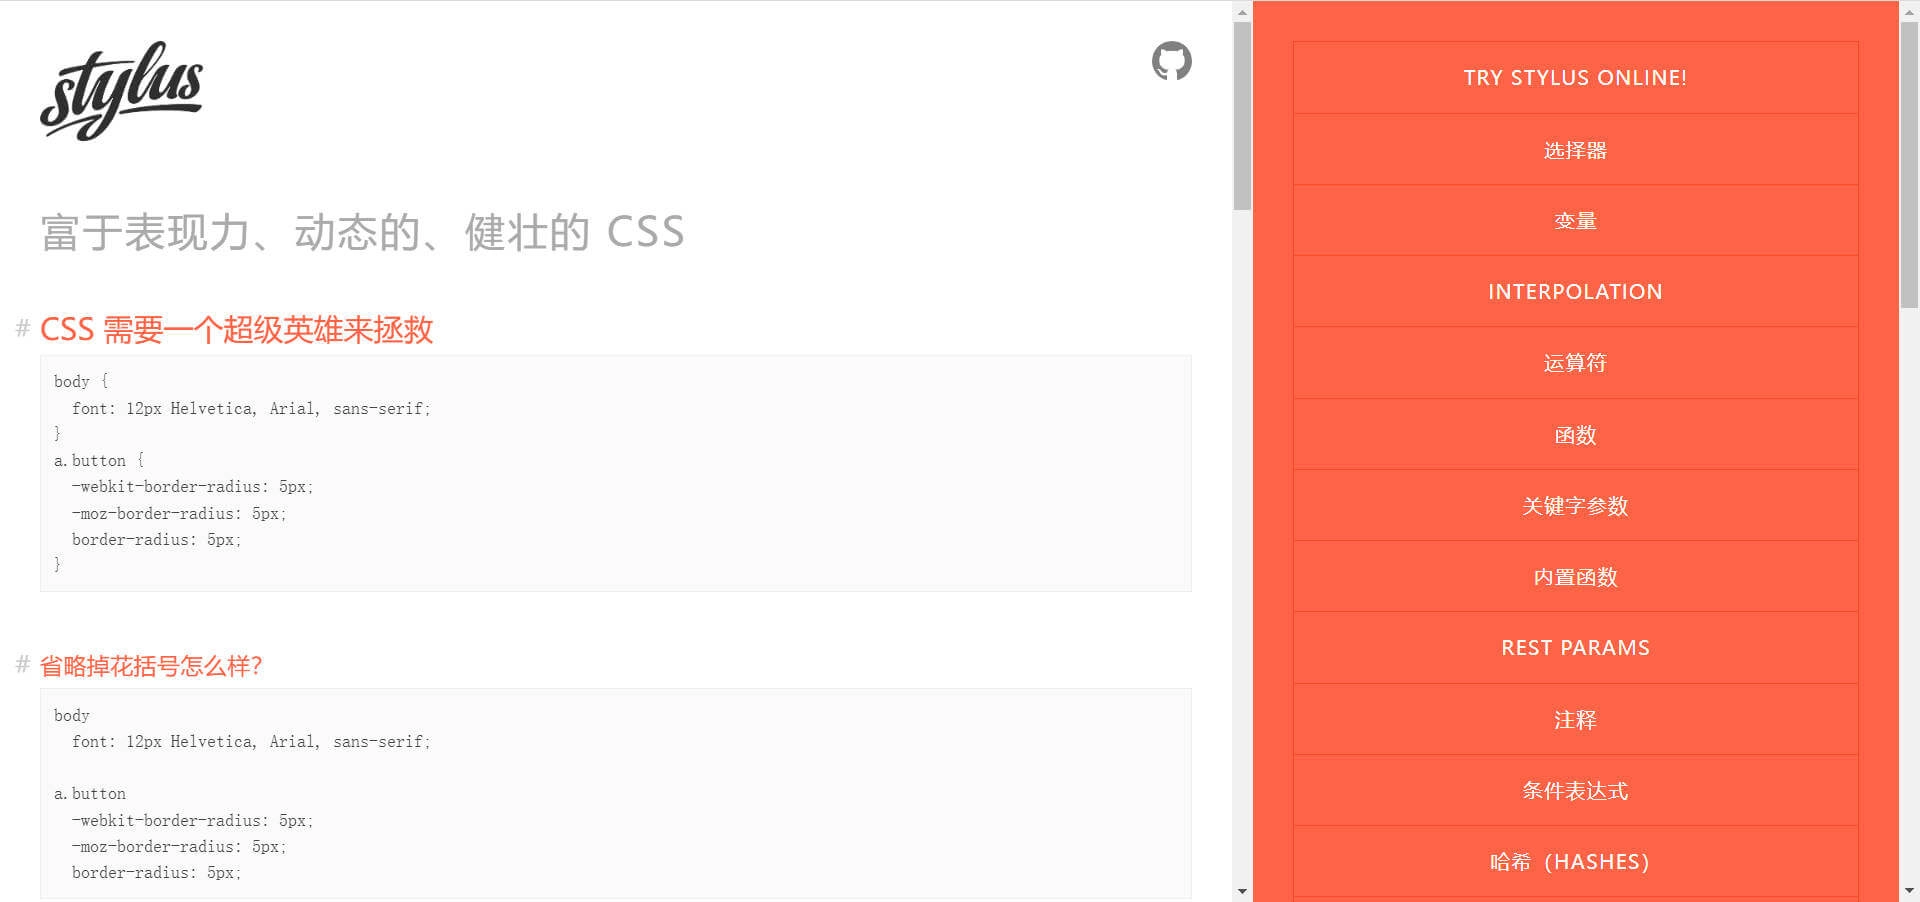 stylus
富于表现力、动态的、健壮的 CSS
# CSS 需要一个超级英雄来拯救
body {
  font: 12px Helvetica, Arial, sans-serif;
}
a.button {
  -webkit-border-radius: 5px;
  -moz-border-radius: 5px;
  border-radius: 5px;
}
# 省略掉花括号怎么样？
body
  font: 12px Helvetica, Arial, sans-serif;
a.button
  -webkit-border-radius: 5px;
  -moz-border-radius: 5px;
  border-radius: 5px;
TRY STYLUS ONLINE!
选择器
变量
INTERPOLATION
运算符
函数
关键字参数
内置函数
REST PARAMS
注释
条件表达式
哈希（HASHES）